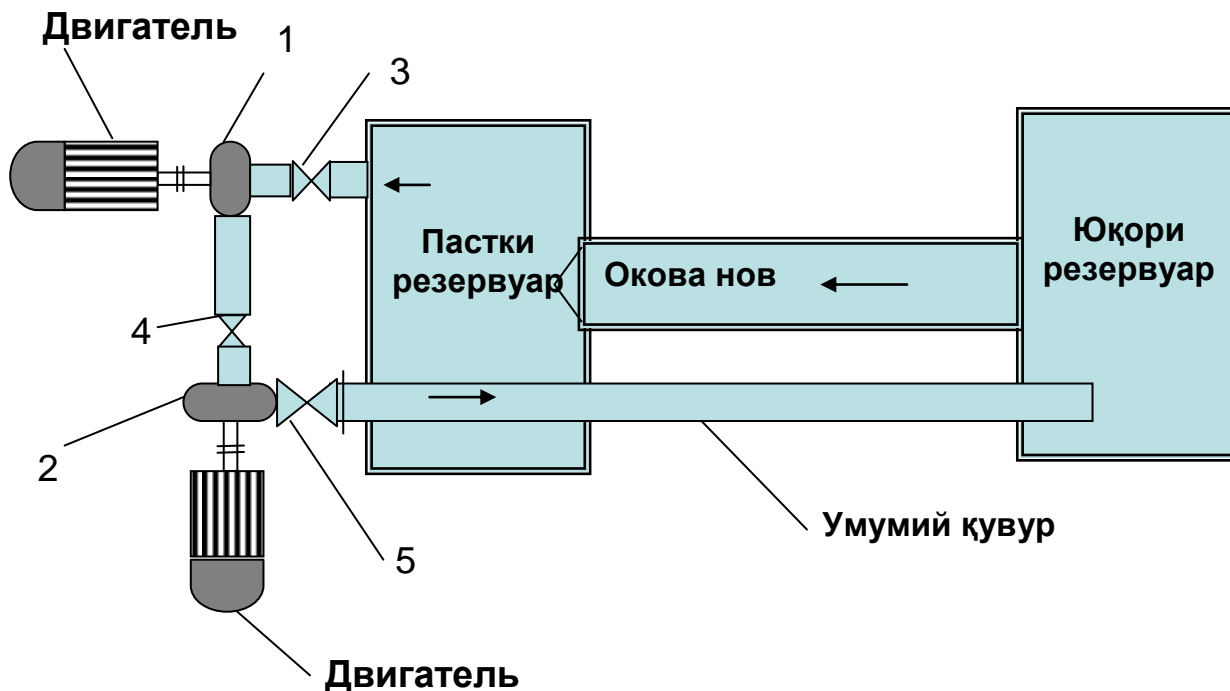 Двигатель
1
3
Пастки
резервуар
Окова нов
Юқори
резервуар
4
2
5
Умумий қувур
Двигатель